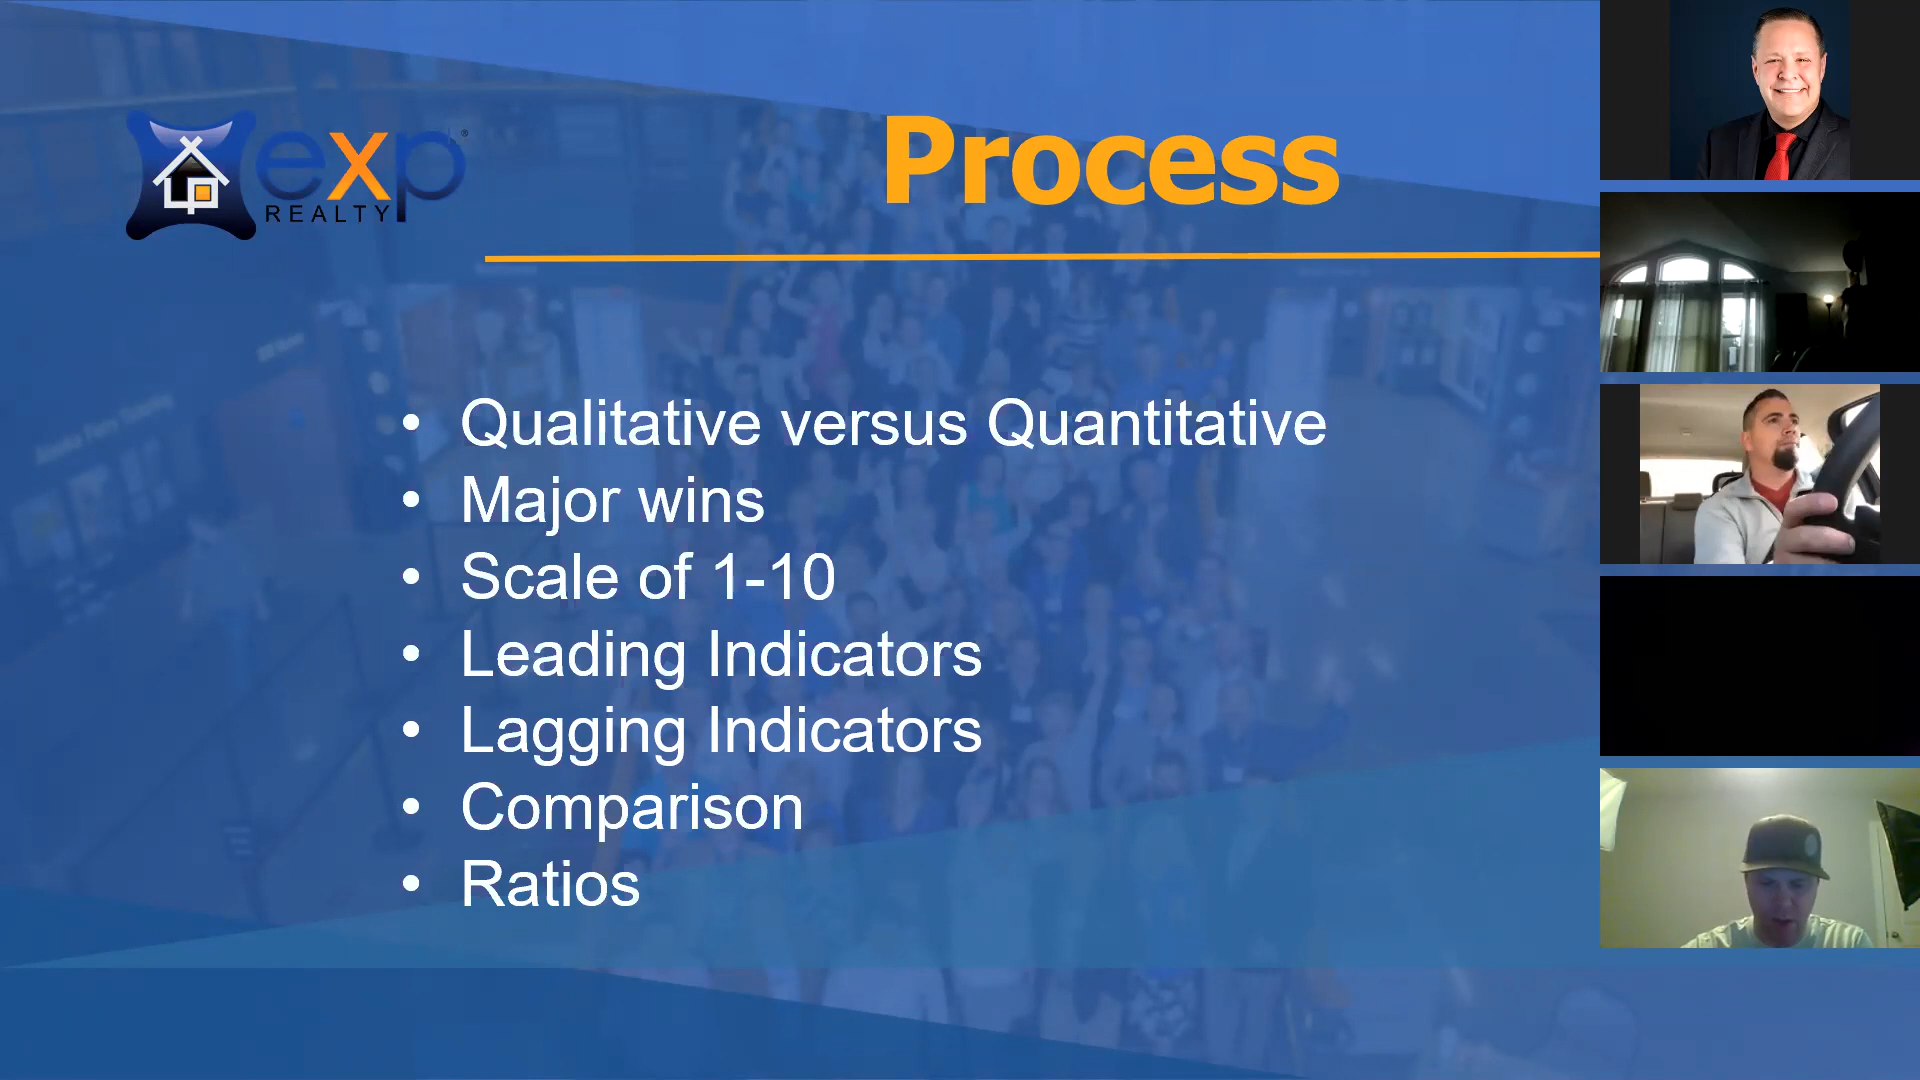 exp
REALTY
Process
• Qualitative versus Quantitative
• Major wins
• Scale of 1-10
• Leading Indicators
• Lagging Indicators
• Comparison
• Ratios